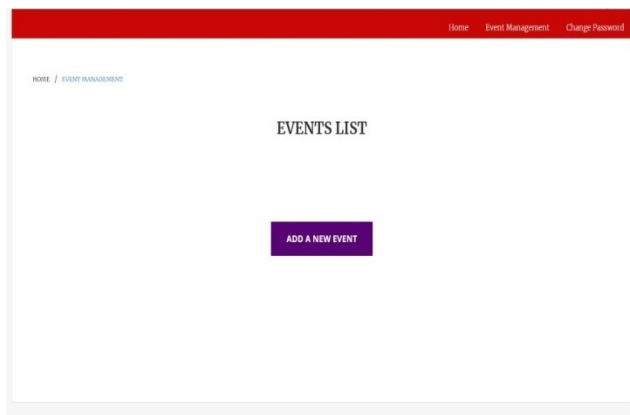 Home Event Management Change Password
HOME / EVENT MANAGEMENT
EVENTS LIST
ADD A NEW EVENT